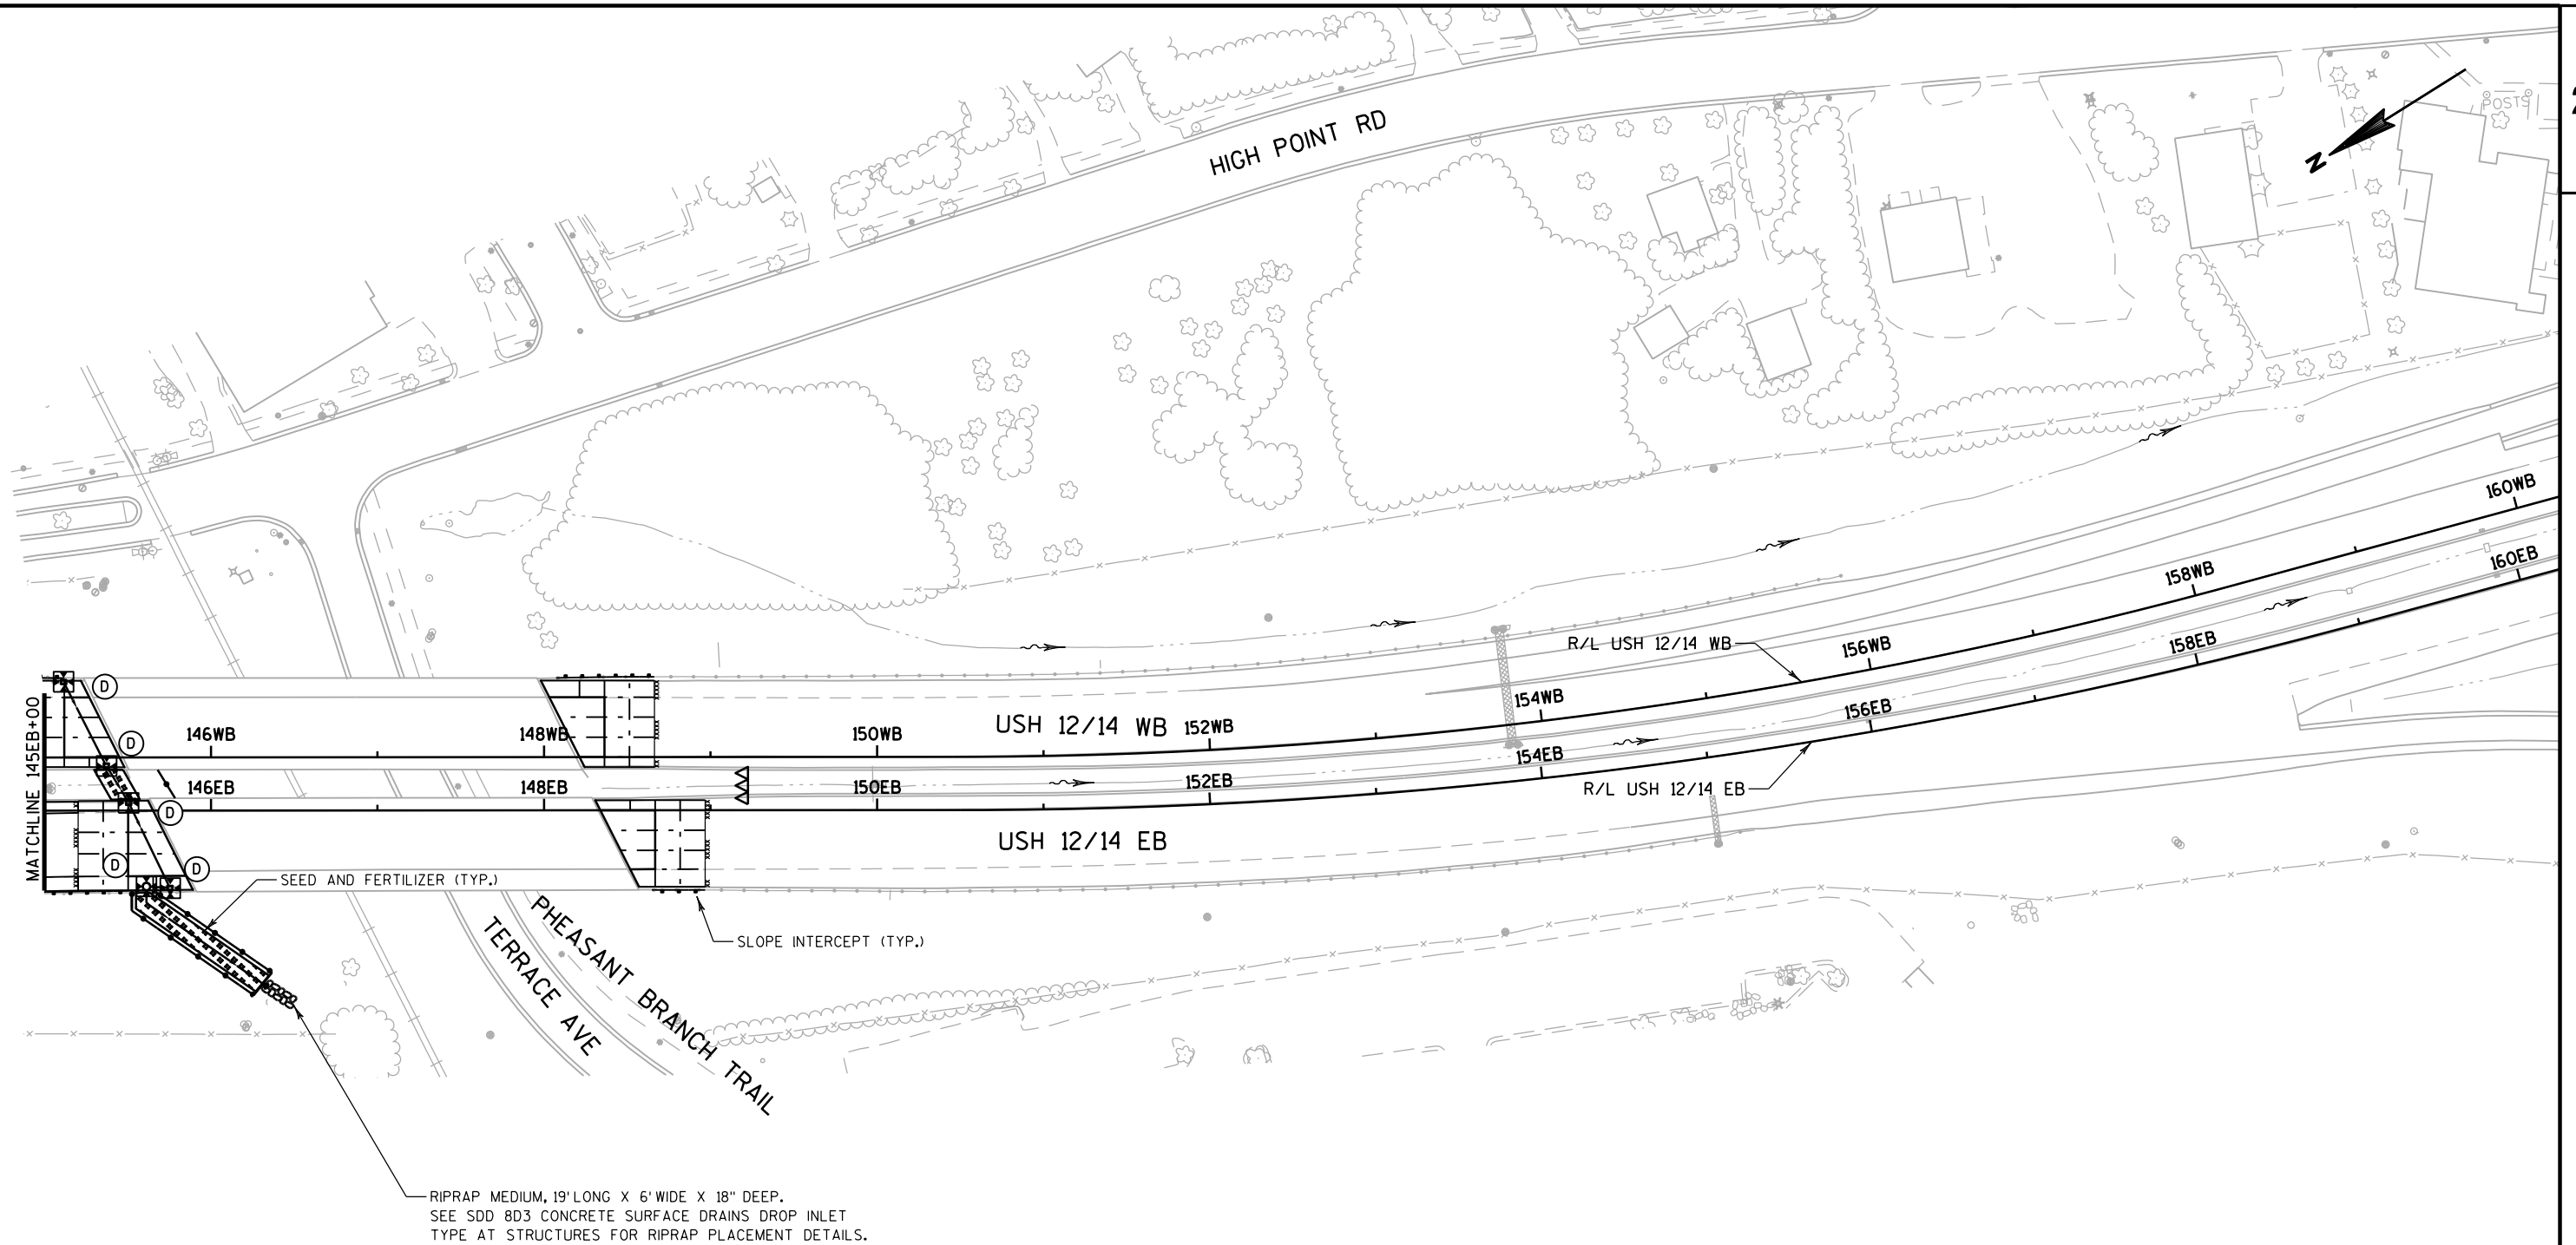 HIGH POINT RD
POSTS
N
2
160WB
160EB
158WB
158EB
R/L USH 12/14 WB
156WB
156EB
154WB
154EB
R/L USH 12/14 EB
USH 12/14 WB
152WB
152EB
150WB
150EB
148WB
148EB
146WB
146EB
USH 12/14 EB
MATCHLINE 145EB+00
D
D
D
D
D
SEED AND FERTILIZER (TYP.)
SLOPE INTERCEPT (TYP.)
PHEASANT BRANCH TRAIL
TERRACE AVE
RIPRAP MEDIUM, 19' LONG X 6' WIDE X 18" DEEP.
SEE SDD 8D3 CONCRETE SURFACE DRAINS DROP INLET
TYPE AT STRUCTURES FOR RIPRAP PLACEMENT DETAILS.